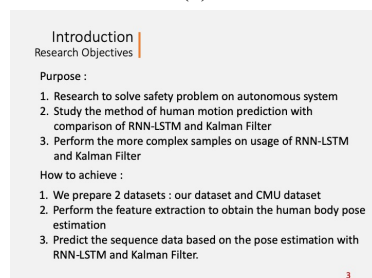 Introduction
Research Objectives
Purpose :
1. Research to solve safety problem on autonomous system
2. Study the method of human motion prediction with
comparison of RNN-LSTM and Kalman Filter
3. Perform the more complex samples on usage of RNN-LSTM
and Kalman Filter
How to achieve :
1. We prepare 2 datasets : our dataset and CMU dataset
2. Perform the feature extraction to obtain the human body pose
estimation
3. Predict the sequence data based on the pose estimation with
RNN-LSTM and Kalman Filter.
3